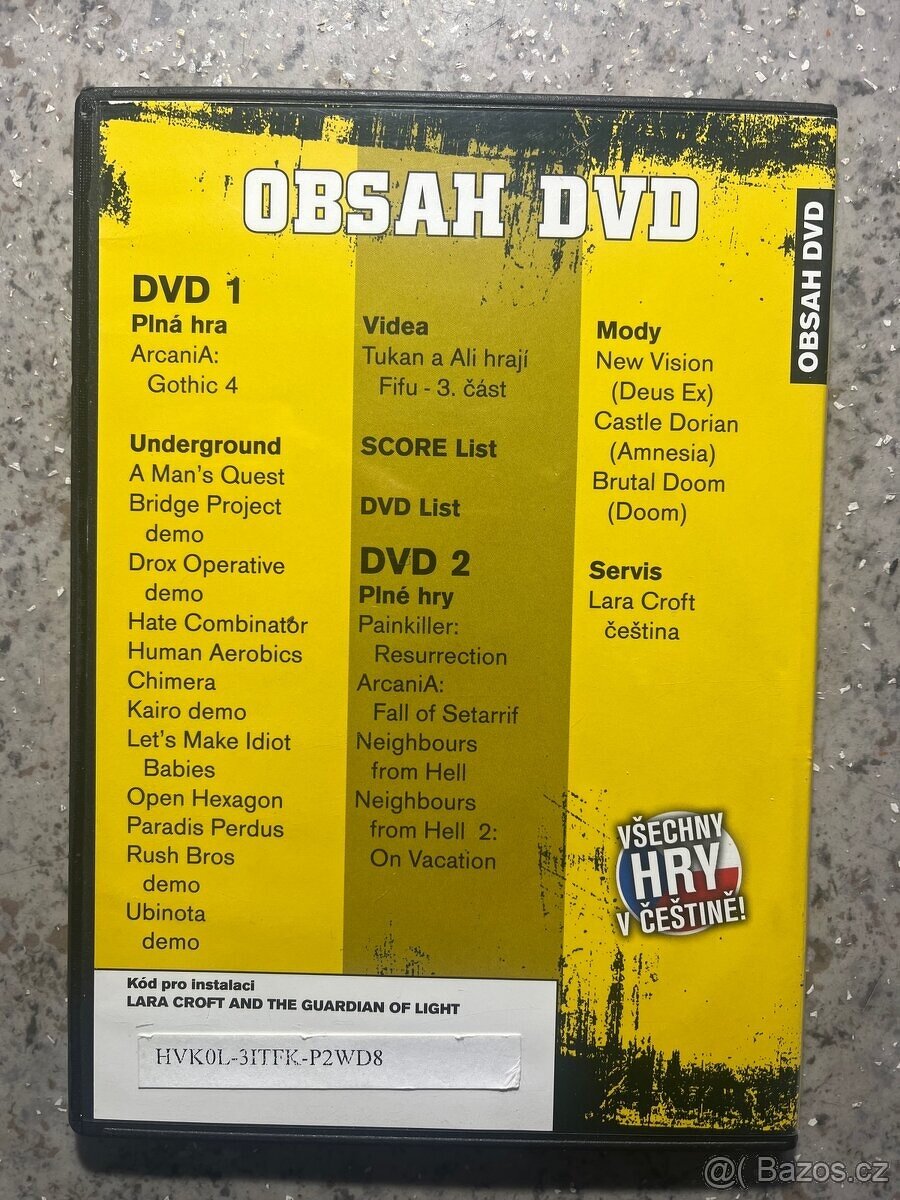 OBSAH DVD
OBSAH DVD
DVD 1
Plná hra
ArcaniA:
Gothic 4
Underground
A Man's Quest
Bridge Project
demo
Drox Operative
demo
Hate Combinator
Human Aerobics
Chimera
Kairo demo
Let's Make Idiot
Babies
Open Hexagon
Paradis Perdus
Rush Bros
demo
Ubinota
demo
Videa
Tukan a Ali hrají
Fifu - 3. část
SCORE List
DVD List
DVD 2
Plné hry
Painkiller:
Resurrection
ArcaniA:
Fall of Setarrif
Neighbours
from Hell
Neighbours
from Hell 2:
On Vacation
Mody
New Vision
(Deus Ex)
Castle Dorian
(Amnesia)
Brutal Doom
(Doom)
Servis
Lara Croft
čeština
VŠECHNY
HRY
V ČEŠTINĚ!
Kód pro instalaci
LARA CROFT AND THE GUARDIAN OF LIGHT
HVK0L-3ITFK-P2WD8
@( Bazos.cz